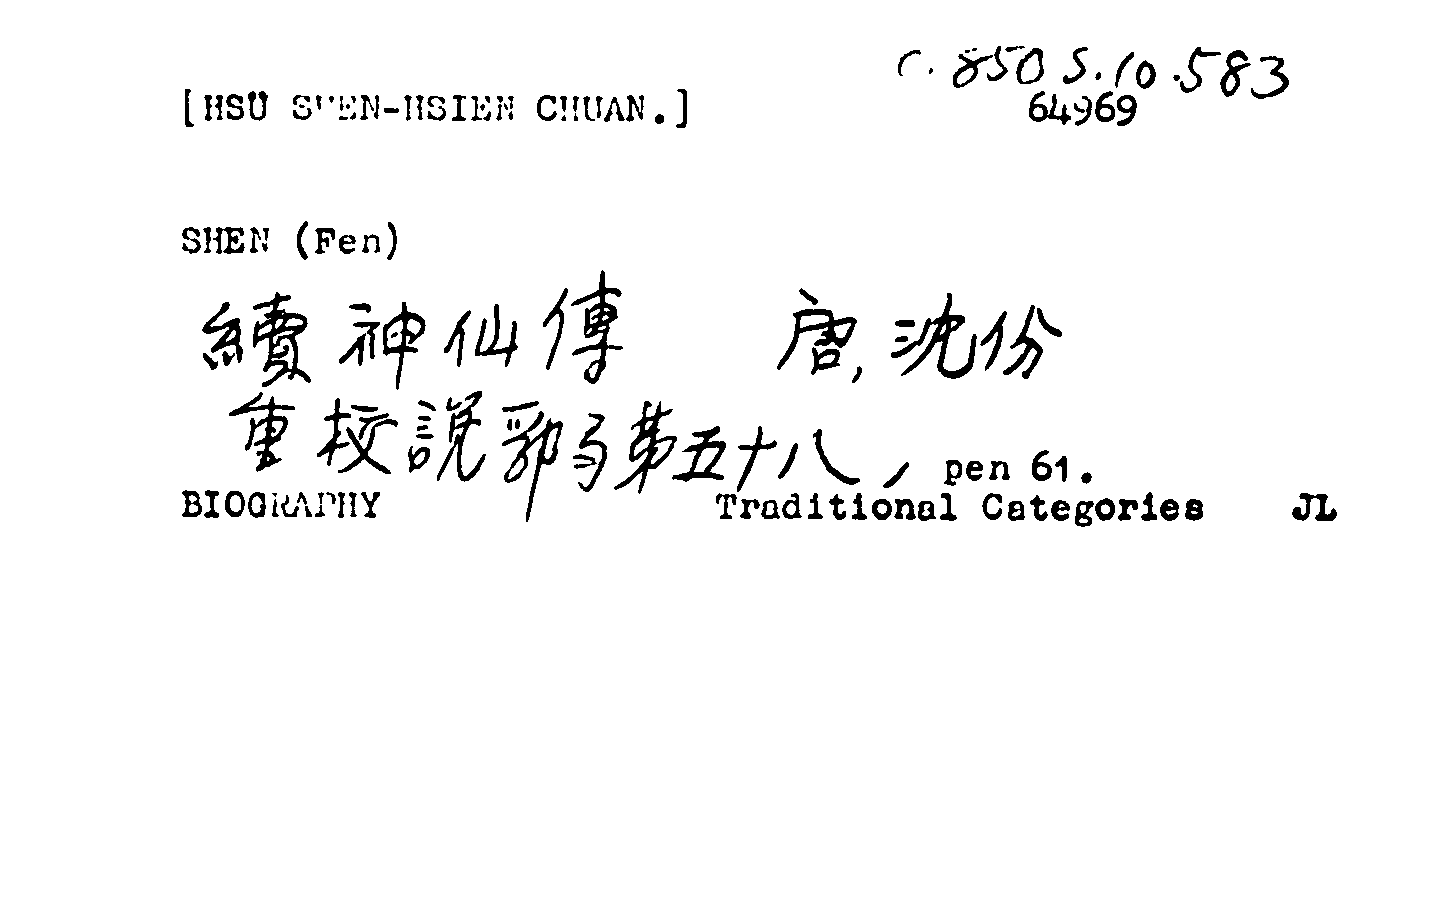 C. 850 S. 10. 583
[HSU SHEN-HSIEN CHUAN.] 64969
SHEN (Fen)
續神仙傳 唐, 沈份
重校說郛弓第五十八, pen 61.
BIOGRAPHY Traditional Categories JL